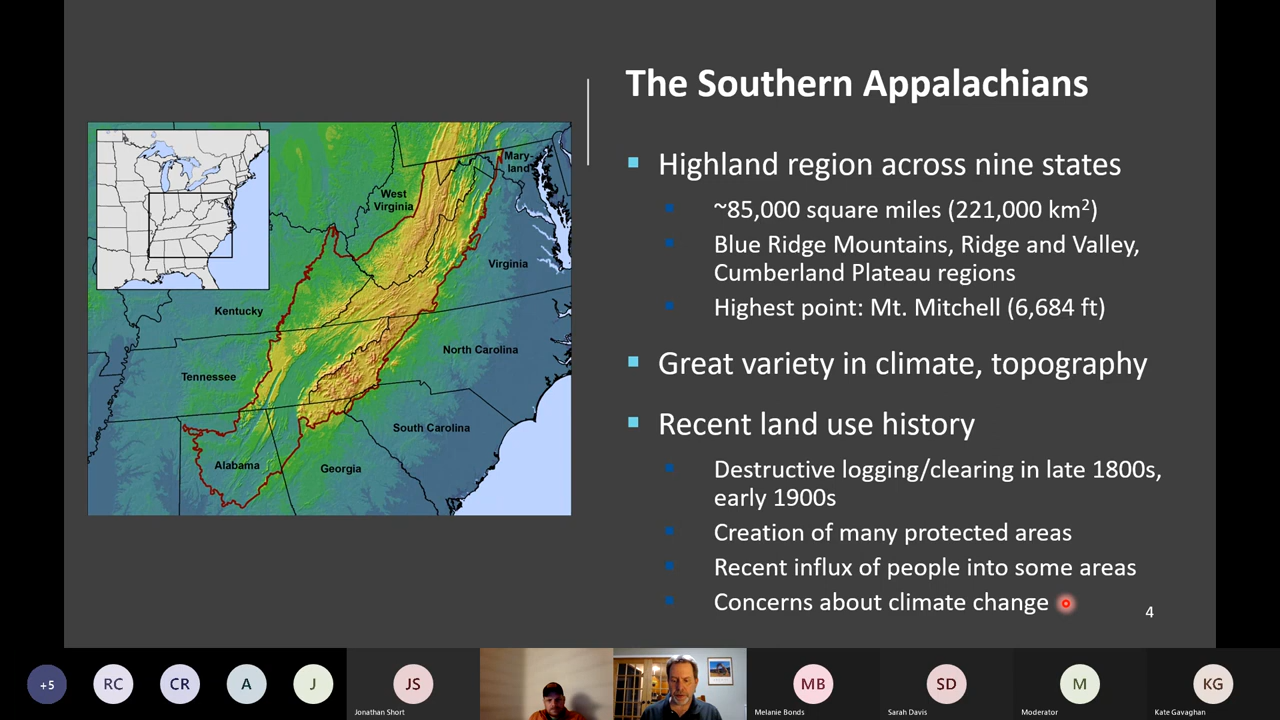 The Southern Appalachians
Highland region across nine states
~85,000 square miles (221,000 km²)
Blue Ridge Mountains, Ridge and Valley,
Cumberland Plateau regions
Highest point: Mt. Mitchell (6,684 ft)
Great variety in climate, topography
Recent land use history
Destructive logging/clearing in late 1800s,
early 1900s
Creation of many protected areas
Recent influx of people into some areas
Concerns about climate change
4
Mary-
land
West
Virginia
Virginia
Kentucky
North Carolina
Tennessee
South Carolina
Alabama
Georgia
+5
RC
CR
A
J
JS
MB
SD
M
KG
Jonathan Short
Melanie Bonds
Sarah Davis
Moderator
Kate Gavaghan